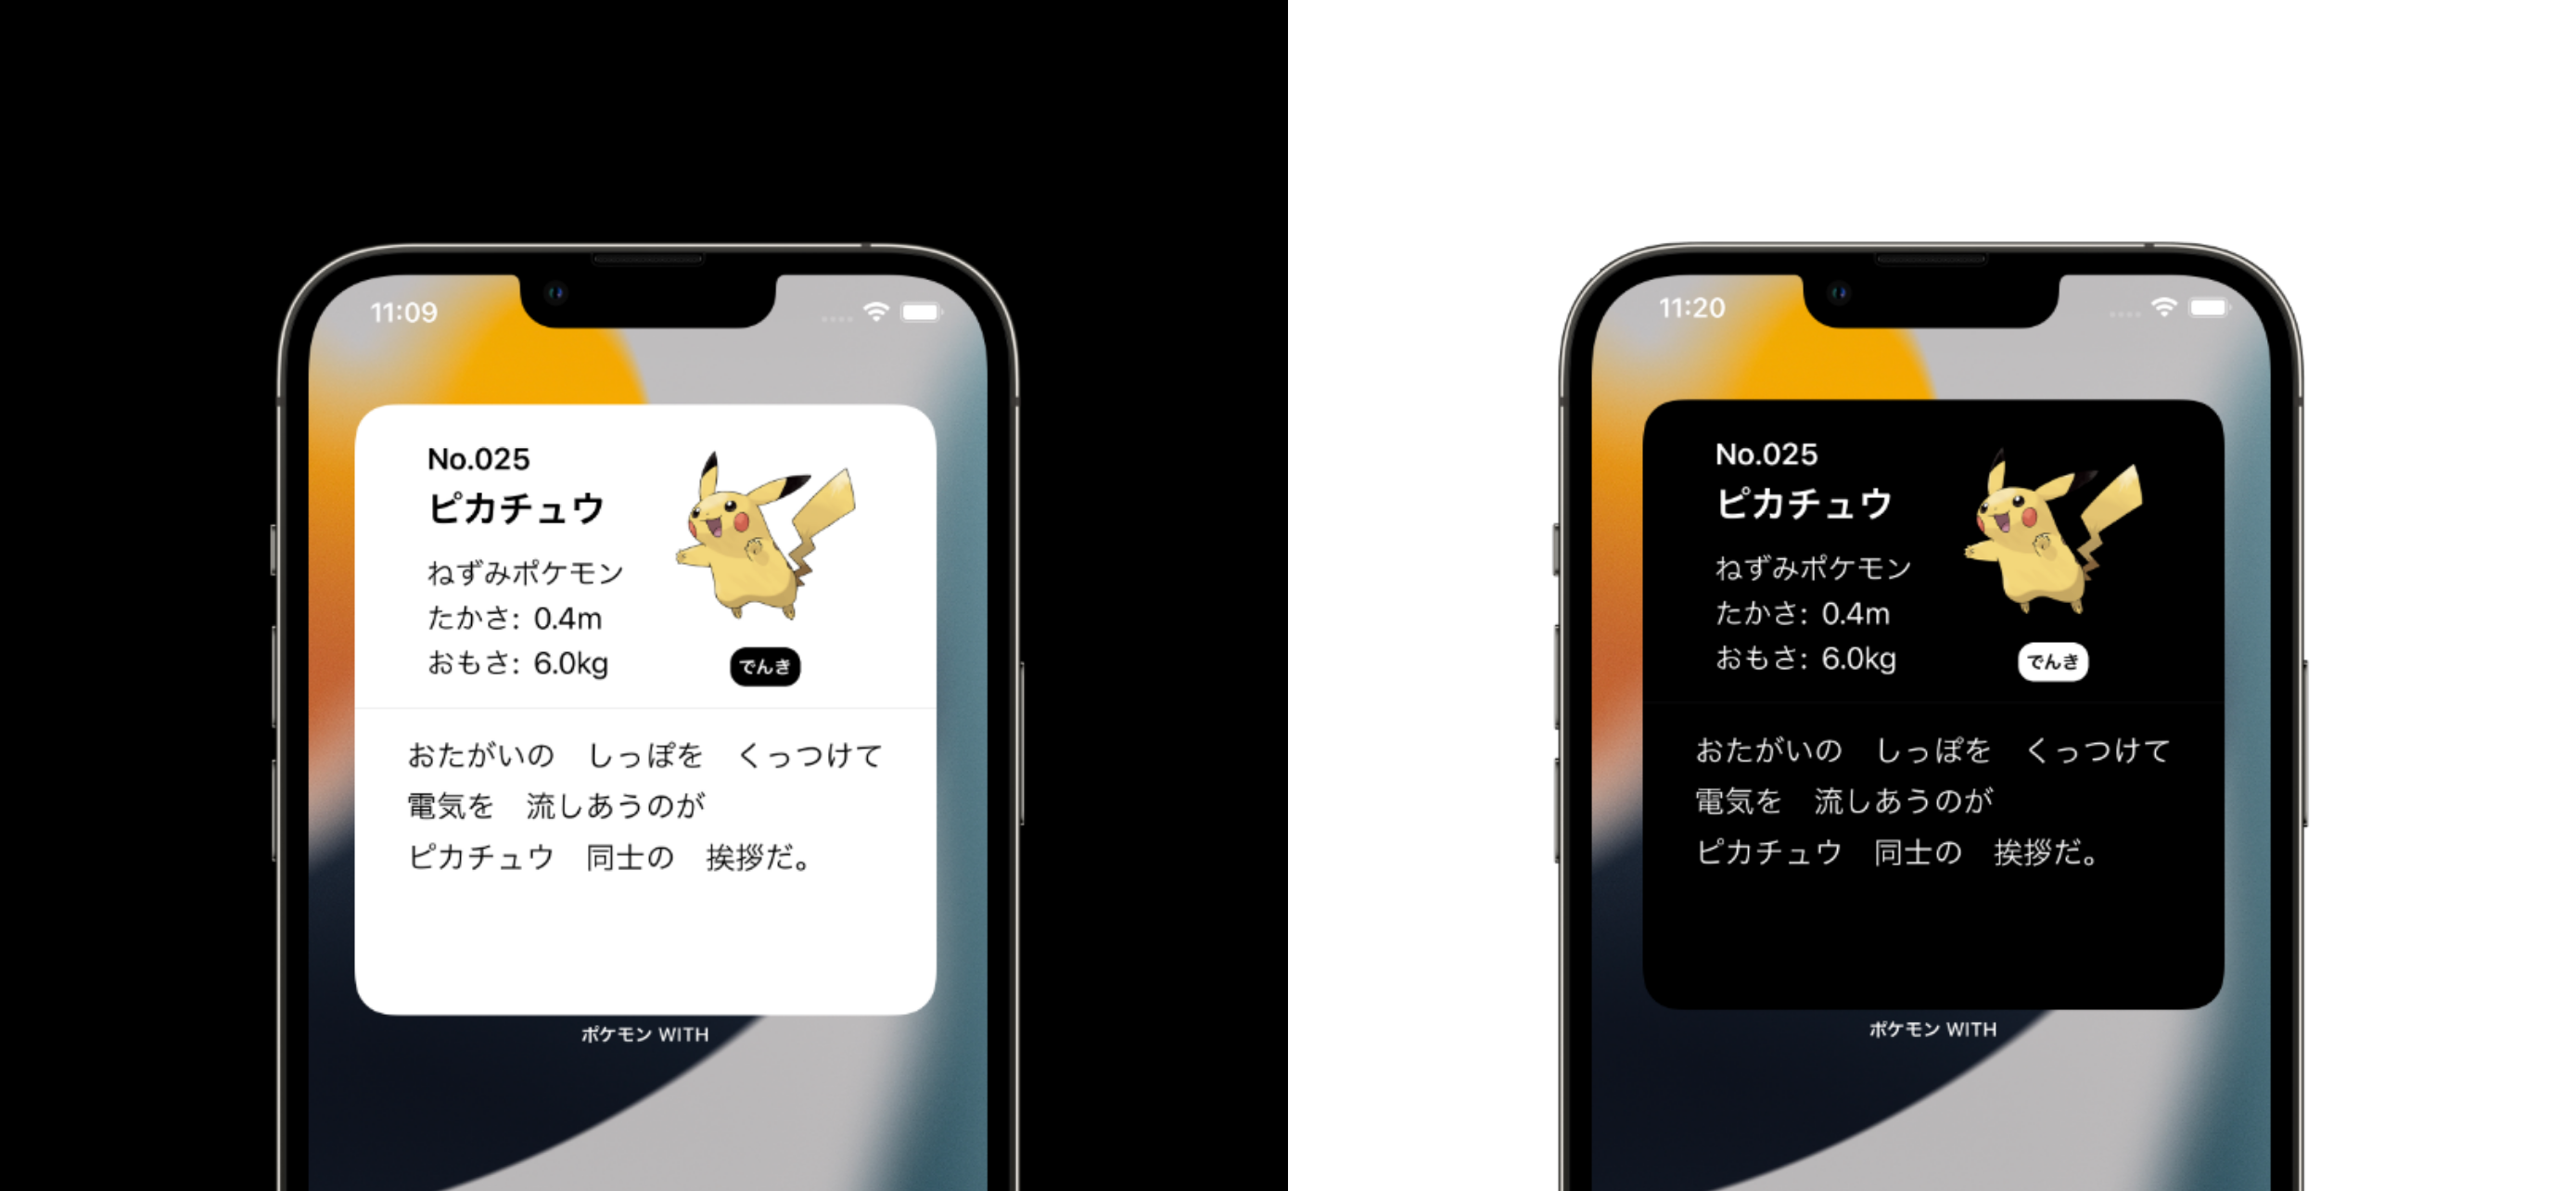 11:09
No.025
ピカチュウ
ねずみポケモン
たかさ: 0.4m
おもさ: 6.0kg
でんき
おたがいの　しっぽを　くっつけて
電気を　流しあうのが
ピカチュウ　同士の　挨拶だ。
ポケモン WITH
11:20
No.025
ピカチュウ
ねずみポケモン
たかさ: 0.4m
おもさ: 6.0kg
でんき
おたがいの　しっぽを　くっつけて
電気を　流しあうのが
ピカチュウ　同士の　挨拶だ。
ポケモン WITH